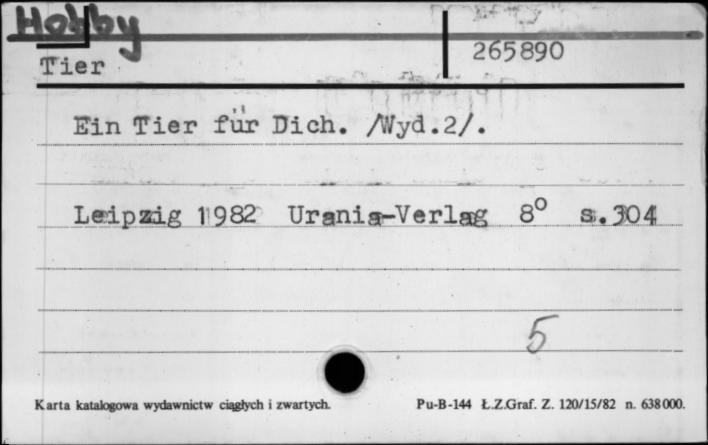 Hobby
265890
Tier
Ein Tier für Dich. /Wyd.2/.
Leipzig 1982 Urania-Verlag 8° s.304
5
Karta katalogowa wydawnictw ciągłych i zwartych. Pu-B-144 Ł.Z.Graf. Z. 120/15/82 n. 638000.